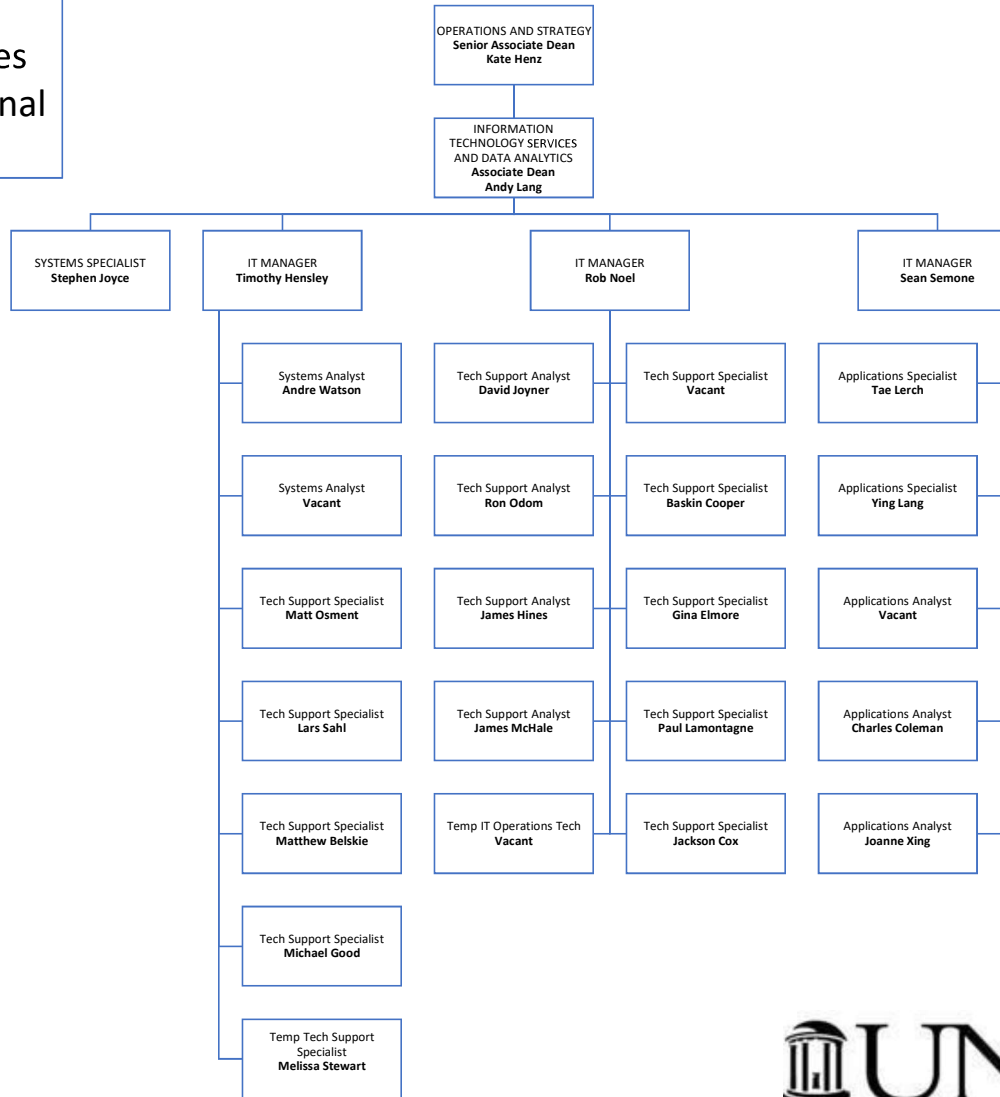 es
nal
OPERATIONS AND STRATEGY
Senior Associate Dean
Kate Henz
INFORMATION
TECHNOLOGY SERVICES
AND DATA ANALYTICS
Associate Dean
Andy Lang
SYSTEMS SPECIALIST
Stephen Joyce
IT MANAGER
Timothy Hensley
IT MANAGER
Rob Noel
IT MANAGER
Sean Semone
Systems Analyst
Andre Watson
Systems Analyst
Vacant
Tech Support Specialist
Matt Osment
Tech Support Specialist
Lars Sahl
Tech Support Specialist
Matthew Belskie
Tech Support Specialist
Michael Good
Temp Tech Support
Specialist
Melissa Stewart
Tech Support Analyst
David Joyner
Tech Support Analyst
Ron Odom
Tech Support Analyst
James Hines
Tech Support Analyst
James McHale
Temp IT Operations Tech
Vacant
Tech Support Specialist
Vacant
Tech Support Specialist
Baskin Cooper
Tech Support Specialist
Gina Elmore
Tech Support Specialist
Paul Lamontagne
Tech Support Specialist
Jackson Cox
Applications Specialist
Tae Lerch
Applications Specialist
Ying Lang
Applications Analyst
Vacant
Applications Analyst
Charles Coleman
Applications Analyst
Joanne Xing
UN